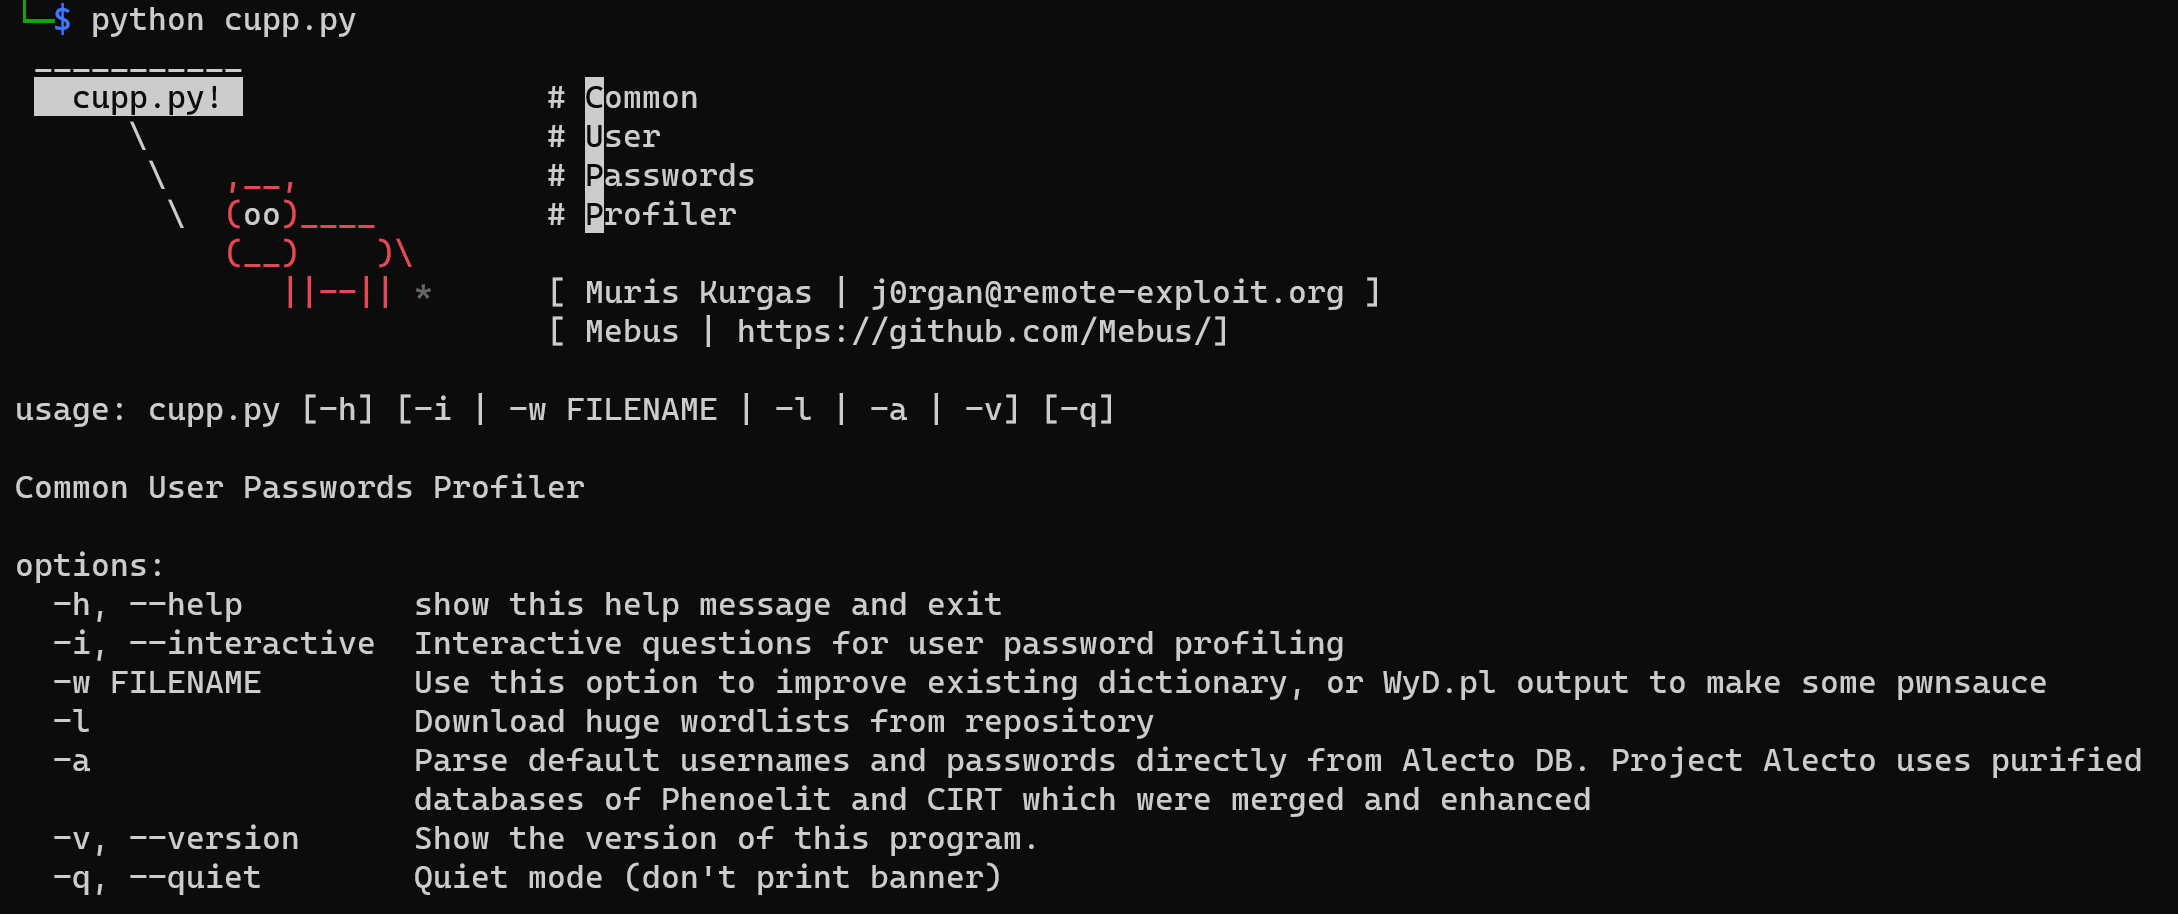 └─$ python cupp.py
 ___________
   cupp.py!                 # Common
      \                     # User
       \   ,__,             # Passwords
        \  (oo)____         # Profiler
           (__)    )\
              ||--|| *      [ Muris Kurgas | j0rgan@remote-exploit.org ]
                            [ Mebus | https://github.com/Mebus/]
usage: cupp.py [-h] [-i | -w FILENAME | -l | -a | -v] [-q]
Common User Passwords Profiler
options:
  -h, --help         show this help message and exit
  -i, --interactive  Interactive questions for user password profiling
  -w FILENAME        Use this option to improve existing dictionary, or WyD.pl output to make some pwnsauce
  -l                 Download huge wordlists from repository
  -a                 Parse default usernames and passwords directly from Alecto DB. Project Alecto uses purified
                     databases of Phenoelit and CIRT which were merged and enhanced
  -v, --version      Show the version of this program.
  -q, --quiet        Quiet mode (don't print banner)